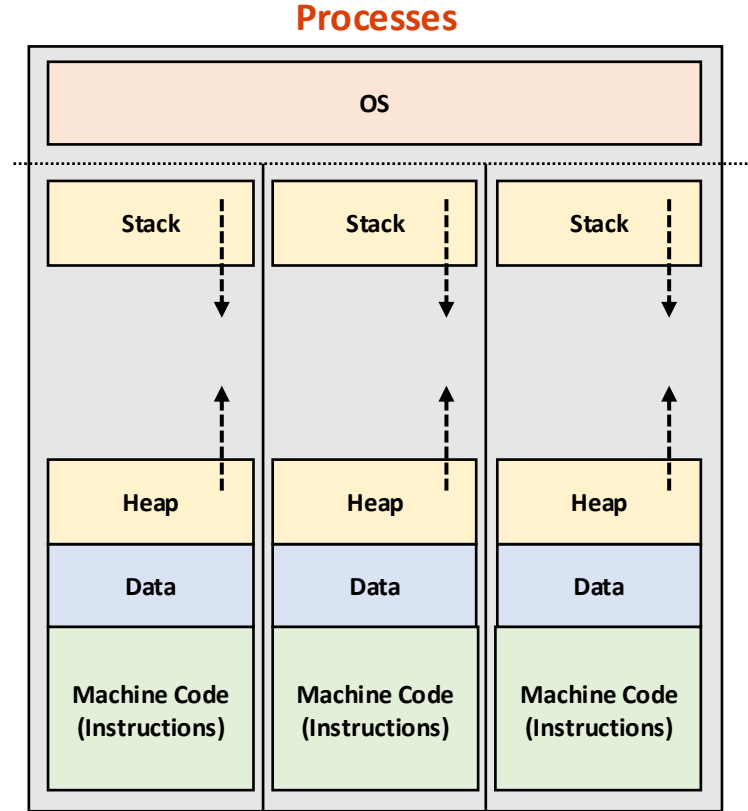 Processes
OS
Stack
Stack
Stack
Heap
Heap
Heap
Data
Data
Data
Machine Code
(Instructions)
Machine Code
(Instructions)
Machine Code
(Instructions)